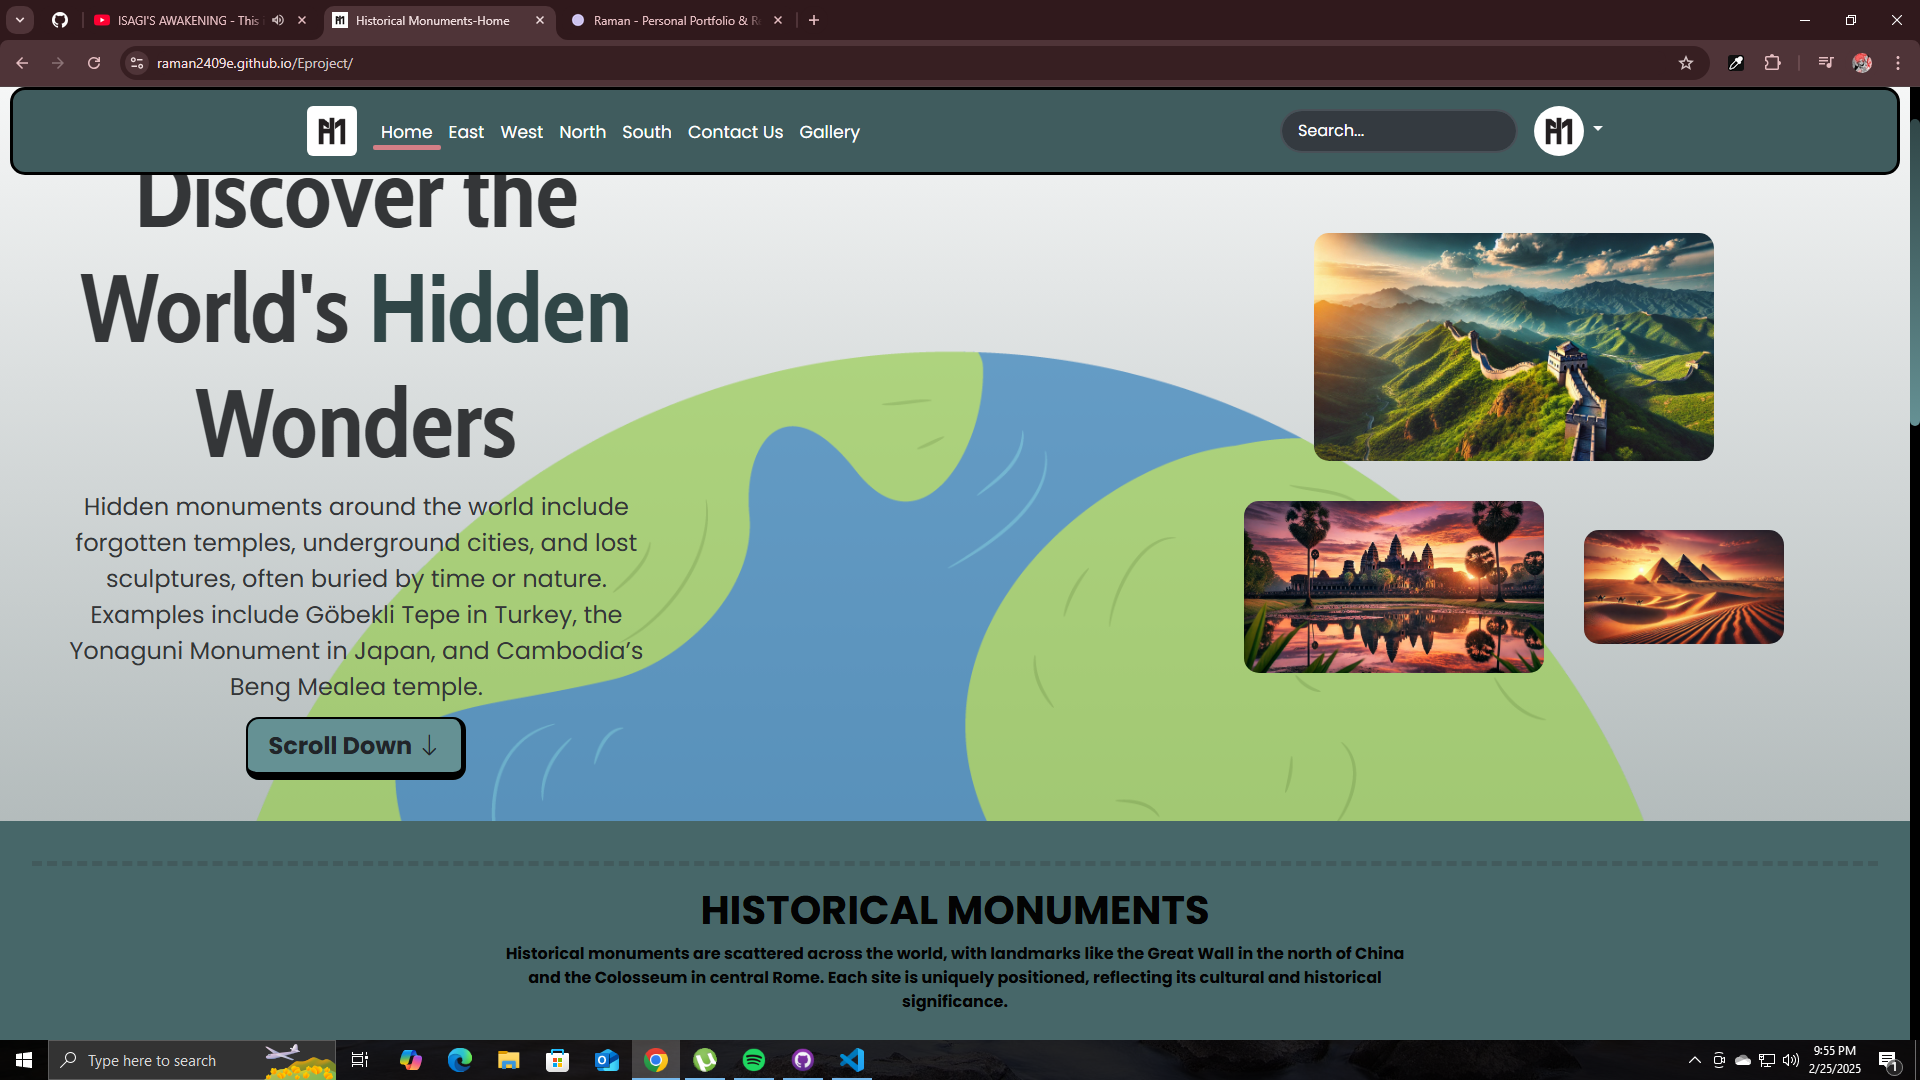 ISAGI'S AWAKENING - This
Historical Monuments-Home
Raman - Personal Portfolio & R
raman2409e.github.io/Eproject/
Home East West North South Contact Us Gallery
Search...
Discover the
World's Hidden
Wonders
Hidden monuments around the world include
forgotten temples, underground cities, and lost
sculptures, often buried by time or nature.
Examples include Göbekli Tepe in Turkey, the
Yonaguni Monument in Japan, and Cambodia’s
Beng Mealea temple.
Scroll Down ↓
HISTORICAL MONUMENTS
Historical monuments are scattered across the world, with landmarks like the Great Wall in the north of China
and the Colosseum in central Rome. Each site is uniquely positioned, reflecting its cultural and historical
significance.
Type here to search
9:55 PM
2/25/2025
1